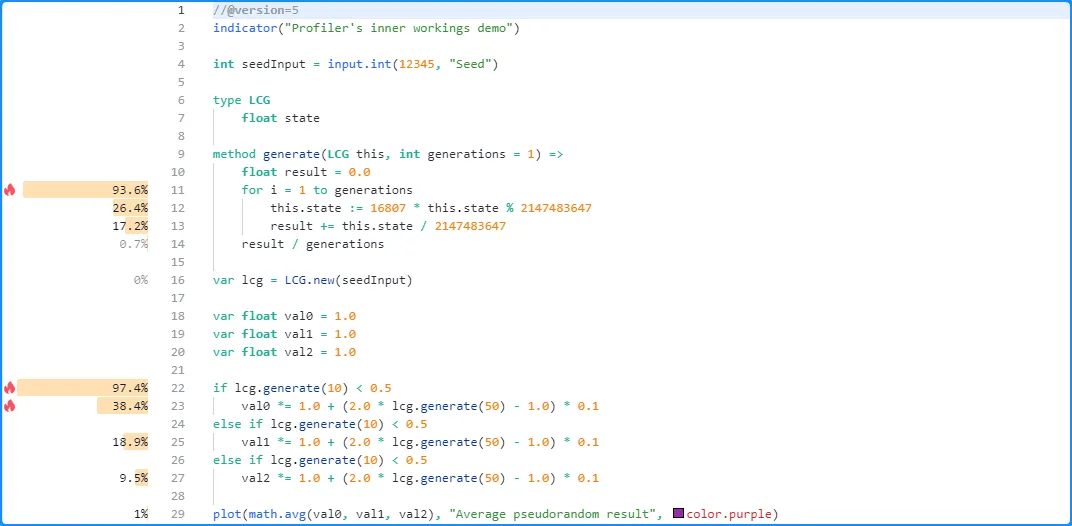 1 //@version=5
2 indicator("Profiler's inner workings demo")
3
4 int seedInput = input.int(12345, "Seed")
5
6 type LCG
7     float state
8
9 method generate(LCG this, int generations = 1) =>
10     float result = 0.0
93.6% 11     for i = 1 to generations
26.4% 12         this.state := 16807 * this.state % 2147483647
17.2% 13         result += this.state / 2147483647
0.7% 14     result / generations
15
0% 16 var lcg = LCG.new(seedInput)
17
18 var float val0 = 1.0
19 var float val1 = 1.0
20 var float val2 = 1.0
21
97.4% 22 if lcg.generate(10) < 0.5
38.4% 23     val0 *= 1.0 + (2.0 * lcg.generate(50) - 1.0) * 0.1
24 else if lcg.generate(10) < 0.5
18.9% 25     val1 *= 1.0 + (2.0 * lcg.generate(50) - 1.0) * 0.1
26 else if lcg.generate(10) < 0.5
9.5% 27     val2 *= 1.0 + (2.0 * lcg.generate(50) - 1.0) * 0.1
28
1% 29 plot(math.avg(val0, val1, val2), "Average pseudorandom result", color.purple)